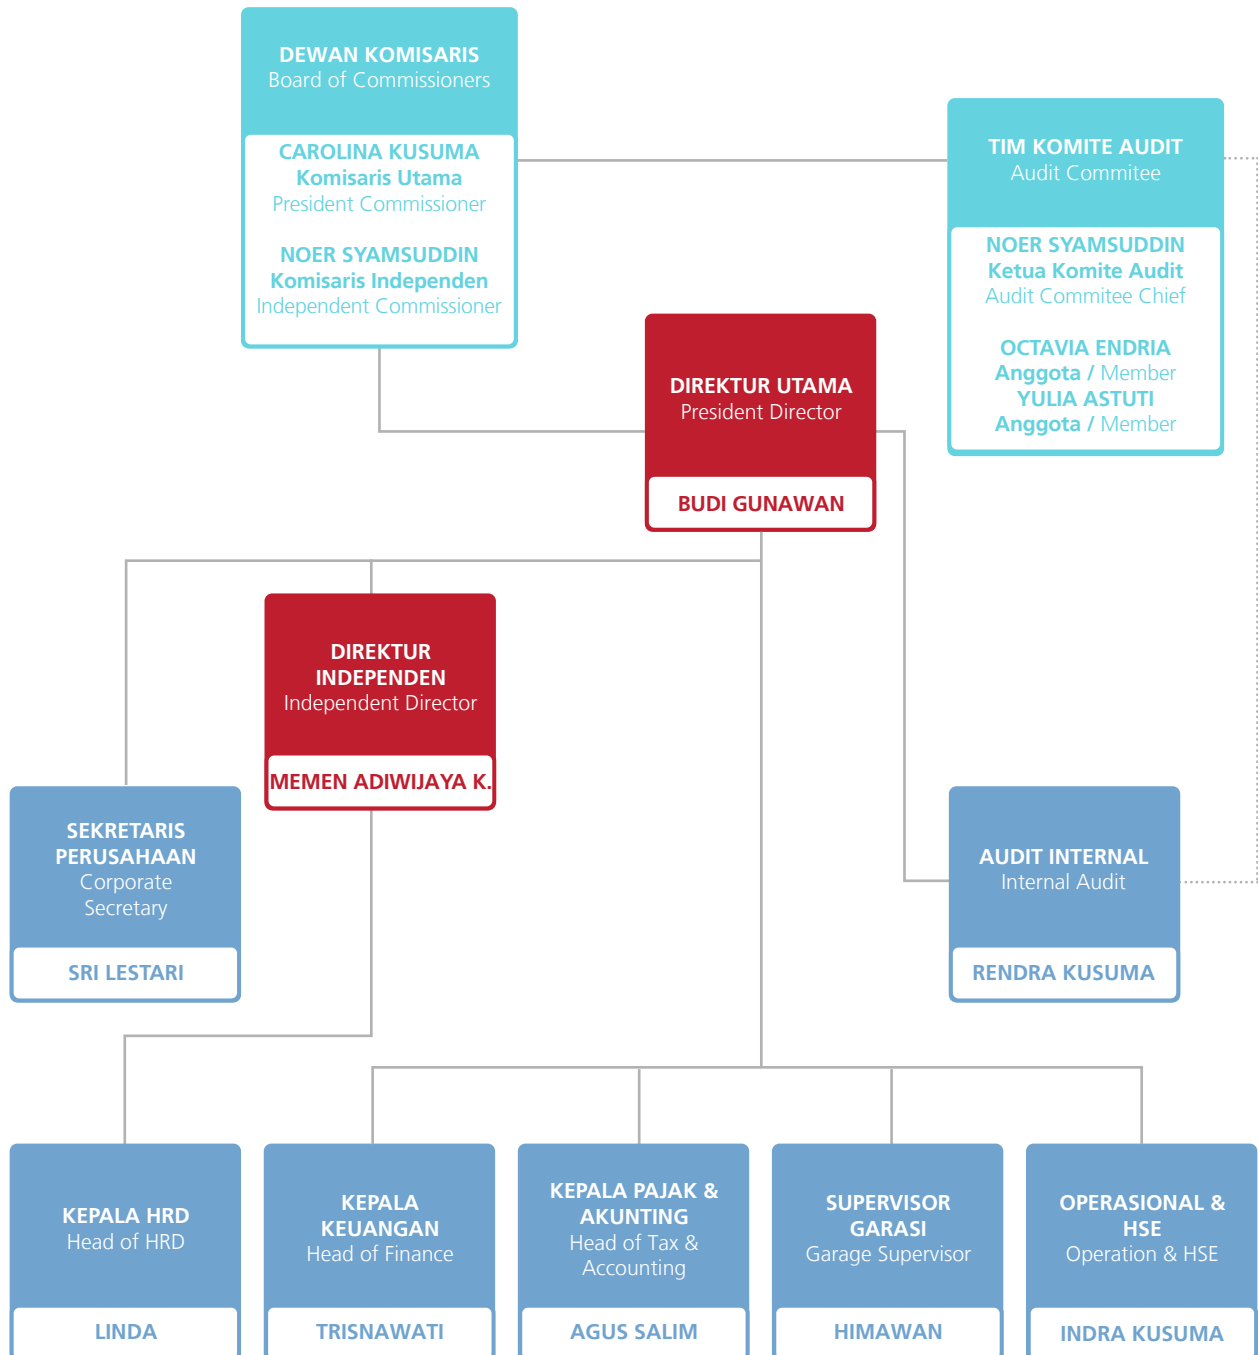 DEWAN KOMISARIS
Board of Commissioners
CAROLINA KUSUMA
Komisaris Utama
President Commissioner
NOER SYAMSUDDIN
Komisaris Independen
Independent Commissioner
TIM KOMITE AUDIT
Audit Commitee
NOER SYAMSUDDIN
Ketua Komite Audit
Audit Commitee Chief
OCTAVIA ENDRIA
Anggota / Member
YULIA ASTUTI
Anggota / Member
DIREKTUR UTAMA
President Director
BUDI GUNAWAN
DIREKTUR
INDEPENDEN
Independent Director
MEMEN ADIWIJAYA K.
SEKRETARIS
PERUSAHAAN
Corporate
Secretary
SRI LESTARI
AUDIT INTERNAL
Internal Audit
RENDRA KUSUMA
KEPALA HRD
Head of HRD
LINDA
KEPALA
KEUANGAN
Head of Finance
TRISNAWATI
KEPALA PAJAK &
AKUNTING
Head of Tax &
Accounting
AGUS SALIM
SUPERVISOR
GARASI
Garage Supervisor
HIMAWAN
OPERASIONAL &
HSE
Operation & HSE
INDRA KUSUMA